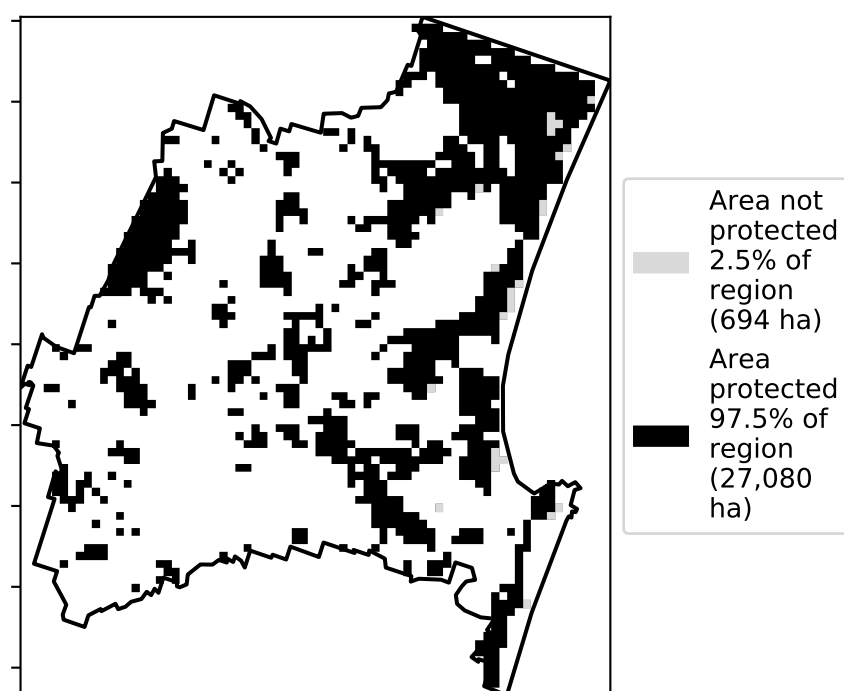 Area not
protected
2.5% of
region
(694 ha)
Area
protected
97.5% of
region
(27,080
ha)